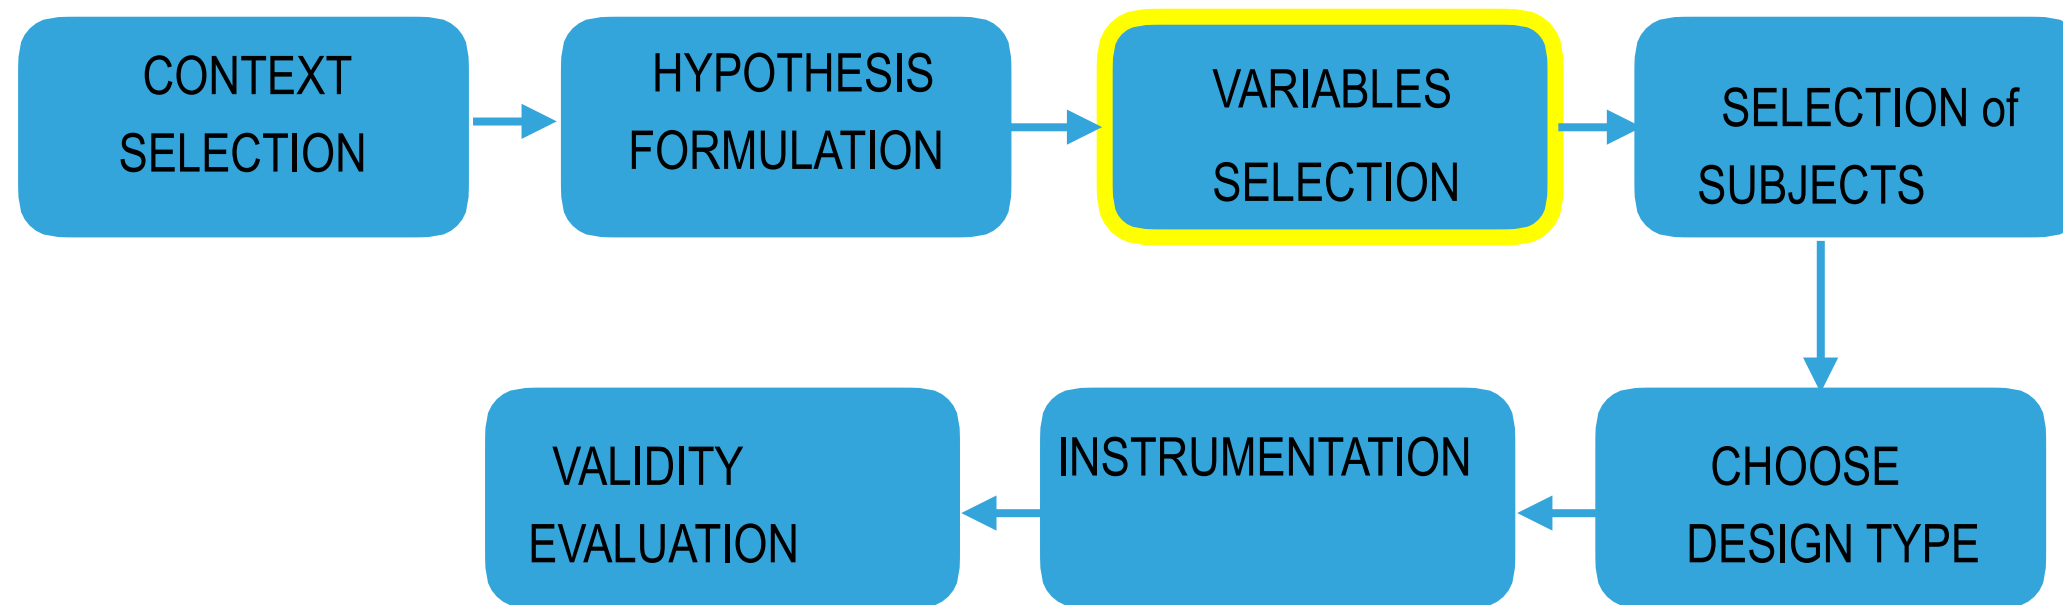 CONTEXT
SELECTION
HYPOTHESIS
FORMULATION
VARIABLES
SELECTION
SELECTION of
SUBJECTS
CHOOSE
DESIGN TYPE
INSTRUMENTATION
VALIDITY
EVALUATION